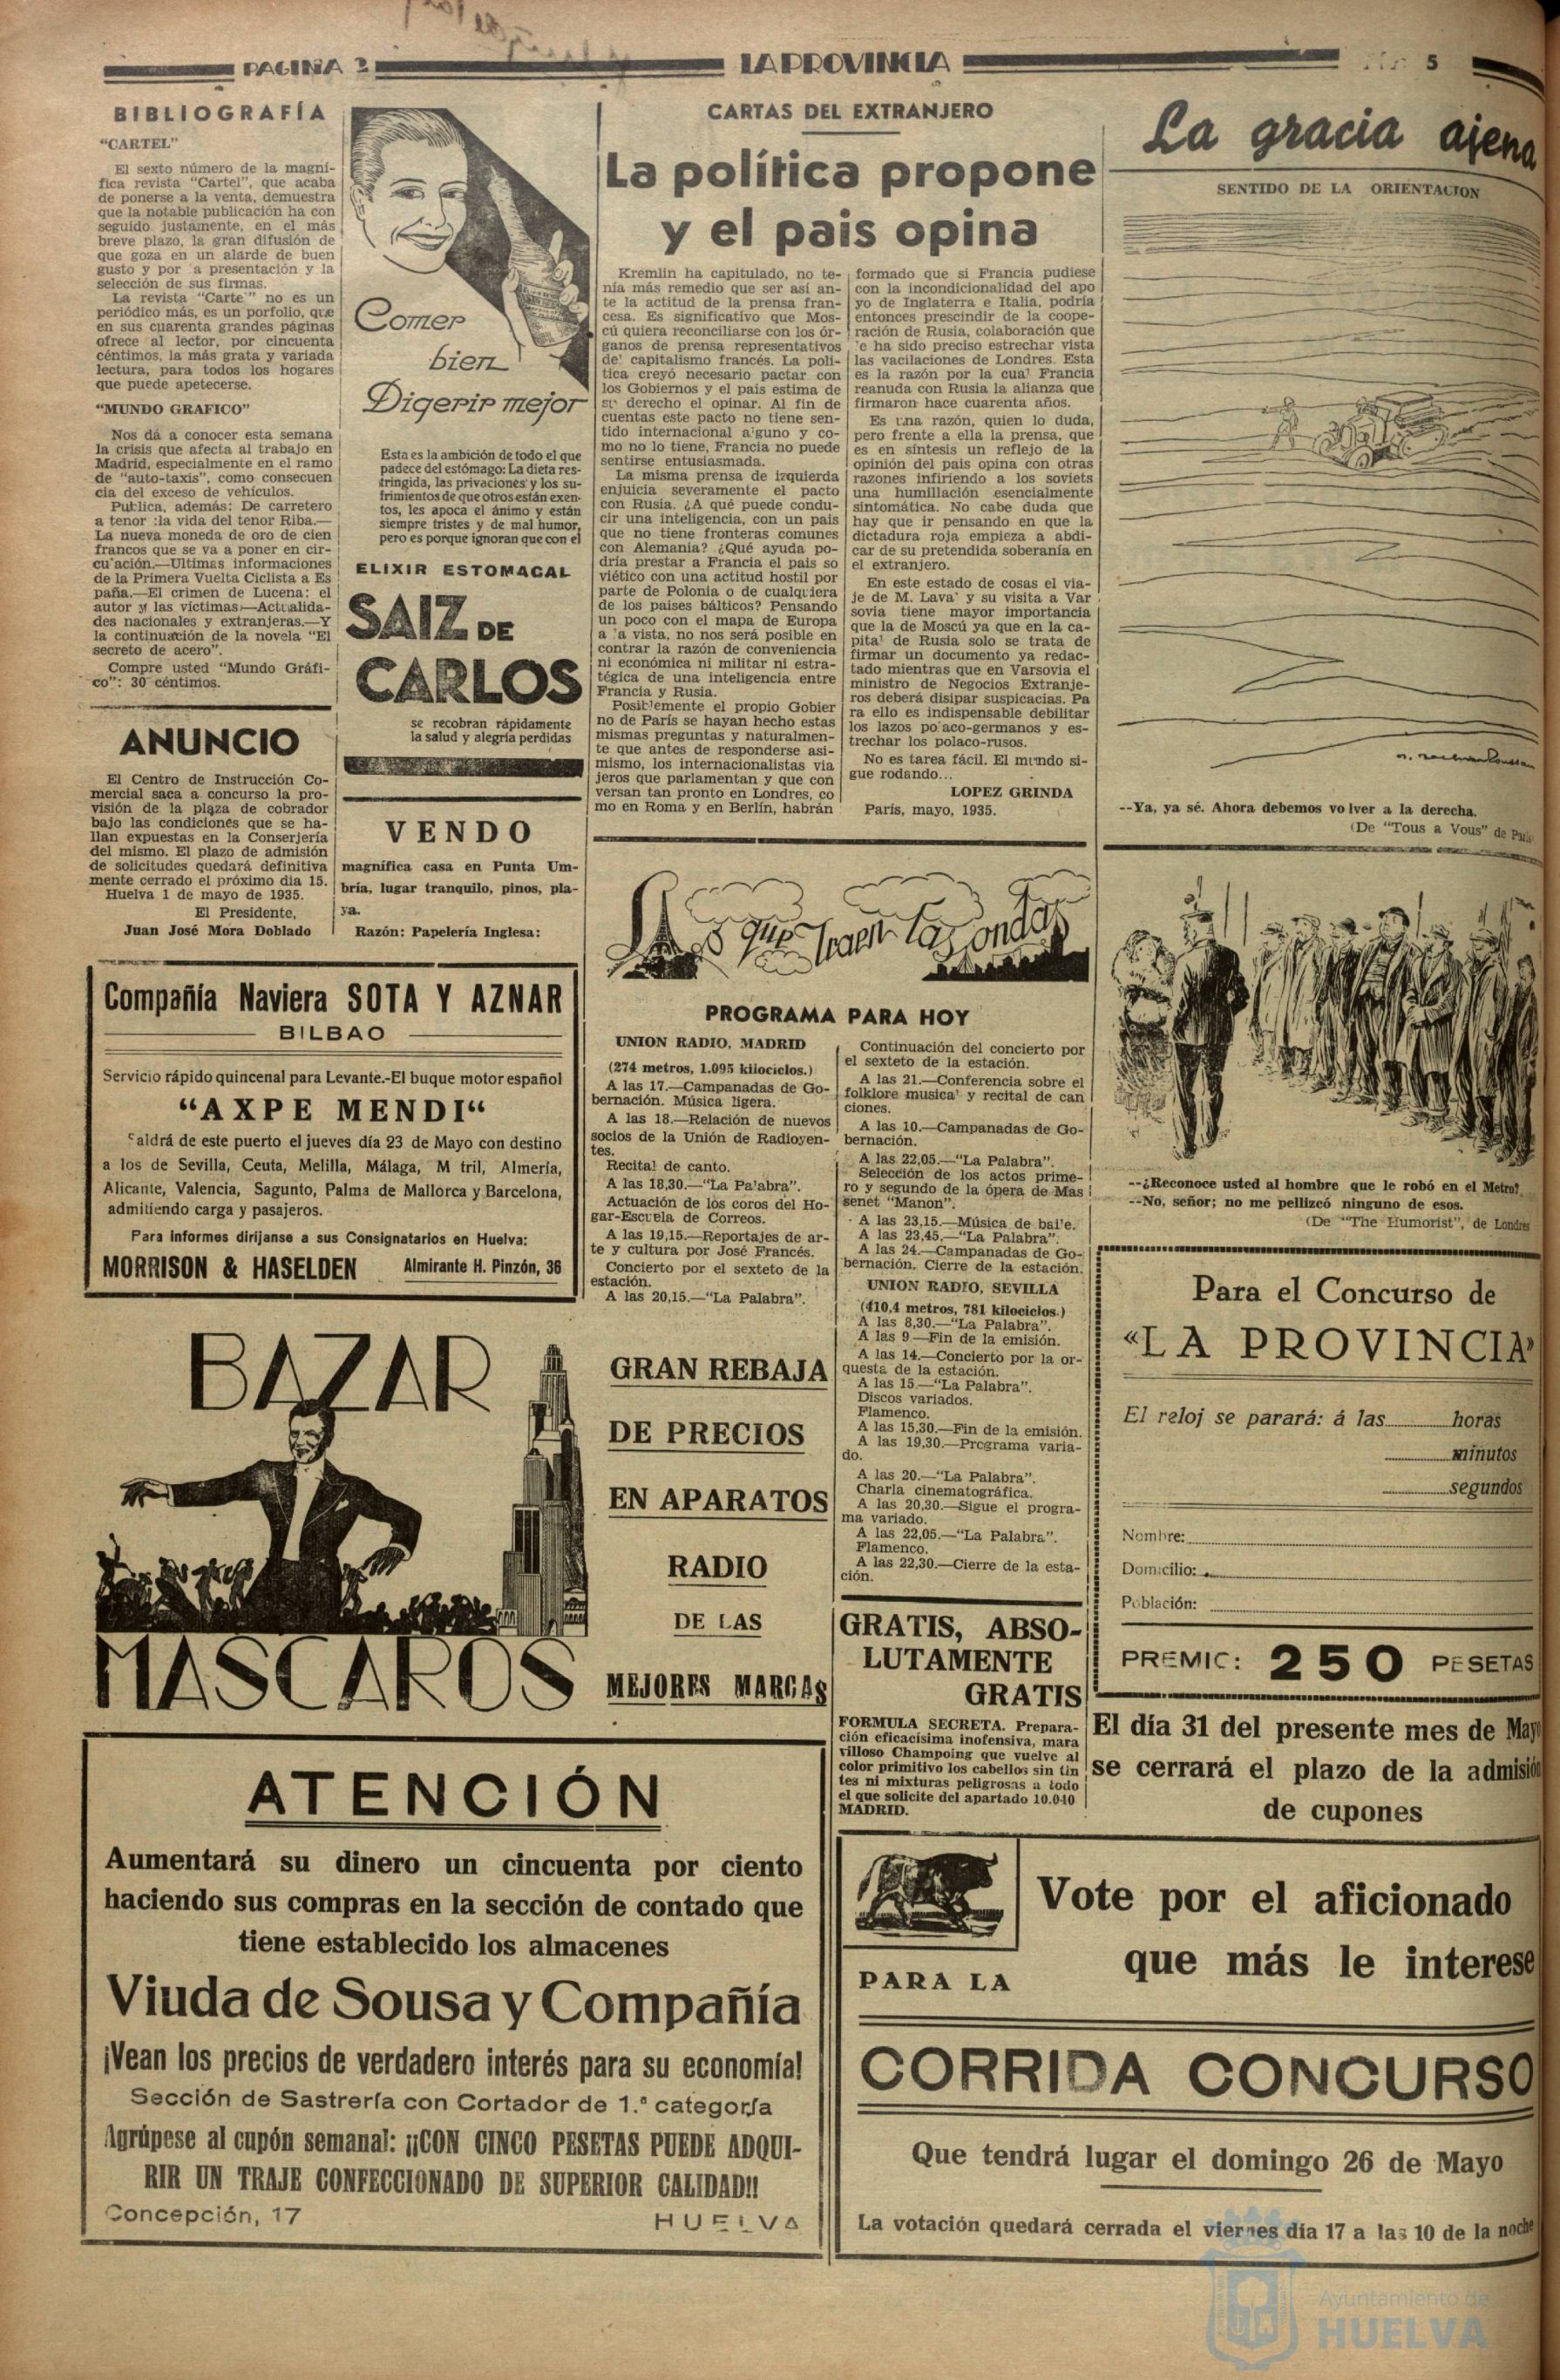 PAGINA 2
LA PROVINCIA
5
BIBLIOGRAFÍA
"CARTEL"
El sexto número de la magní-
fica revista "Cartel", que acaba
de ponerse a la venta, demuestra
que la notable publicación ha con
seguido justamente, en el más
breve plazo, la gran difusión de
que goza en un alarde de buen
gusto y por a presentación y la
selección de sus firmas.
La revista "Carte" no es un
periódico más, es un porfolio, que
en sus cuarenta grandes páginas
ofrece al lector, por cincuenta
céntimos, la más grata y variada
lectura, para todos los hogares
que puede apetecerse.
"MUNDO GRAFICO"
Nos dá a conocer esta semana
la crisis que afecta al trabajo en
Madrid, especialmente en el ramo
de "auto-taxis", como consecuen
cia del exceso de vehículos.
Publica, además: De carretero
a tenor :la vida del tenor Riba.—
La nueva moneda de oro de cien
francos que se va a poner en cir-
cu'ación.—Ultimas informaciones
de la Primera Vuelta Ciclista a Es
paña.—El crimen de Lucena: el
autor y las victimas—Actualida-
des nacionales y extranjeras.—Y
la continuación de la novela "El
secreto de acero".
Compre usted "Mundo Gráfi-
co": 30 céntimos.
ANUNCIO
El Centro de Instrucción Co-
mercial saca a concurso la pro-
visión de la plaza de cobrador
bajo las condiciones que se ha-
llan expuestas en la Conserjería
del mismo. El plazo de admisión
de solicitudes quedará definitiva
mente cerrado el próximo dia 15.
Huelva 1 de mayo de 1935.
El Presidente,
Juan José Mora Doblado
Comer
bien
Digerir mejor
Esta es la ambición de todo el que
padece del estómago: La dieta res-
tringida, las privaciones y los su-
frimientos de que otros están exen-
tos, les apoca el ánimo y están
siempre tristes y de mal humor,
pero es porque ignoran que con el
ELIXIR ESTOMACAL
SAIZ DE
CARLOS
se recobran rápidamente
la salud y alegría perdidas
VENDO
magnífica casa en Punta Um-
bría, lugar tranquilo, pinos, pla-
ya.
Razón: Papelería Inglesa:
CARTAS DEL EXTRANJERO
La política propone
y el pais opina
Kremlin ha capitulado, no te-
nía más remedio que ser así an-
te la actitud de la prensa fran-
cesa. Es significativo que Mos-
cú quiera reconciliarse con los ór-
ganos de prensa representativos
de' capitalismo francés. La poli-
tica creyó necesario pactar con
los Gobiernos y el país estima de
su derecho el opinar. Al fin de
cuentas este pacto no tiene sen-
tido internacional a'guno y co-
mo no lo tiene, Francia no puede
sentirse entusiasmada.
La misma prensa de izquierda
enjuicia severamente el pacto
con Rusia. ¿A qué puede condu-
cir una inteligencia, con un pais
que no tiene fronteras comunes
con Alemania? ¿Qué ayuda po-
dría prestar a Francia el pais so
viético con una actitud hostil por
parte de Polonia o de cualquiera
de los paises bálticos? Pensando
un poco con el mapa de Europa
a 'a vista, no nos será posible en
contrar la razón de conveniencia
ni económica ni militar ni estra-
tégica de una inteligencia entre
Francia y Rusia.
Posiblemente el propio Gobier
no de París se hayan hecho estas
mismas preguntas y naturalmen-
te que antes de responderse asi-
mismo, los internacionalistas via
jeros que parlamentan y que con
versan tan pronto en Londres, co
mo en Roma y en Berlín, habrán
formado que si Francia pudiese
con la incondicionalidad del apo
yo de Inglaterra e Italia, podría
entonces prescindir de la coope-
ración de Rusia, colaboración que
'e ha sido preciso estrechar vista
las vacilaciones de Londres. Esta
es la razón por la cua' Francia
reanuda con Rusia la alianza que
firmaron hace cuarenta años.
Es una razón, quien lo duda,
pero frente a ella la prensa, que
es en síntesis un reflejo de la
opinión del pais opina con otras
razones infiriendo a los soviets
una humillación esencialmente
sintomática. No cabe duda que
hay que ir pensando en que la
dictadura roja empieza a abdi-
car de su pretendida soberanía en
el extranjero.
En este estado de cosas el via-
je de M. Lava' y su visita a Var
sovia tiene mayor importancia
que la de Moscú ya que en la ca-
pita' de Rusia solo se trata de
firmar un documento ya redac-
tado mientras que en Varsovia el
ministro de Negocios Extranje-
ros deberá disipar suspicacias. Pa
ra ello es indispensable debilitar
los lazos po'aco-germanos y es-
trechar los polaco-rusos.
No es tarea fácil. El mundo si-
gue rodando...
LOPEZ GRINDA
París, mayo, 1935.
La gracia ajena
SENTIDO DE LA ORIENTACION
--Ya, ya sé. Ahora debemos volver a la derecha.
(De "Tous a Vous" de París
--¿Reconoce usted al hombre que le robó en el Metro?
--No, señor; no me pellizcó ninguno de esos.
(De "The Humorist", de Londres
Compañía Naviera SOTA Y AZNAR
BILBAO
Servicio rápido quincenal para Levante.-El buque motor español
"AXPE MENDI"
Saldrá de este puerto el jueves día 23 de Mayo con destino
a los de Sevilla, Ceuta, Melilla, Málaga, M tril, Almería,
Alicante, Valencia, Sagunto, Palma de Mallorca y Barcelona,
admitiendo carga y pasajeros.
Para informes diríjanse a sus Consignatarios en Huelva:
MORRISON & HASELDEN Almirante H. Pinzón, 36
Lo que traen las ondas
PROGRAMA PARA HOY
UNION RADIO, MADRID
(274 metros, 1.095 kilociclos.)
A las 17.—Campanadas de Go-
bernación. Música ligera.
A las 18.—Relación de nuevos
socios de la Unión de Radioyen-
tes.
Recital de canto.
A las 18,30.—"La Pa'abra".
Actuación de los coros del Ho-
gar-Escuela de Correos.
A las 19,15.—Reportajes de ar-
te y cultura por José Francés.
Concierto por el sexteto de la
estación.
A las 20,15.—"La Palabra".
Continuación del concierto por
el sexteto de la estación.
A las 21.—Conferencia sobre el
folklore musica' y recital de can
ciones.
A las 10.—Campanadas de Go-
bernación.
A las 22,05.—"La Palabra".
Selección de los actos prime-
ro y segundo de la ópera de Mas
senet "Manon".
A las 23,15.—Música de bai'e.
A las 23,45.—"La Palabra".
A las 24.—Campanadas de Go-
bernación. Cierre de la estación.
UNION RADIO, SEVILLA
(410,4 metros, 781 kilociclos.)
A las 8,30.—"La Palabra".
A las 9—Fin de la emisión.
A las 14.—Concierto por la or-
questa de la estación.
A las 15.—"La Palabra".
Discos variados.
Flamenco.
A las 15,30.—Fin de la emisión.
A las 19,30.—Programa varia-
do.
A las 20.—"La Palabra".
Charla cinematográfica.
A las 20,30.—Sigue el progra-
ma variado.
A las 22,05.—"La Palabra".
Flamenco.
A las 22,30.—Cierre de la esta-
ción.
BAZAR
MASCAROS
GRAN REBAJA
DE PRECIOS
EN APARATOS
RADIO
DE LAS
MEJORES MARCAS
GRATIS, ABSO-
LUTAMENTE
GRATIS
FORMULA SECRETA. Prepara-
ción eficacísima inofensiva, mara
villoso Champoing que vuelve al
color primitivo los cabellos sin tin
tes ni mixturas peligrosas a todo
el que solicite del apartado 10.040
MADRID.
Para el Concurso de
«LA PROVINCIA»
El reloj se parará: á las horas
minutos
segundos
Nombre:
Domicilio:
Población:
PREMIO: 250 PESETAS
El día 31 del presente mes de Mayo
se cerrará el plazo de la admisión
de cupones
ATENCIÓN
Aumentará su dinero un cincuenta por ciento
haciendo sus compras en la sección de contado que
tiene establecido los almacenes
Viuda de Sousa y Compañía
¡Vean los precios de verdadero interés para su economía!
Sección de Sastrería con Cortador de 1.ª categoría
Agrúpese al cupón semanal: ¡¡CON CINCO PESETAS PUEDE ADQUI-
RIR UN TRAJE CONFECCIONADO DE SUPERIOR CALIDAD!!
Concepción, 17 HUELVA
Vote por el aficionado
que más le interese
PARA LA
CORRIDA CONCURSO
Que tendrá lugar el domingo 26 de Mayo
La votación quedará cerrada el viernes día 17 a las 10 de la noche
Ayuntamiento de
HUELVA